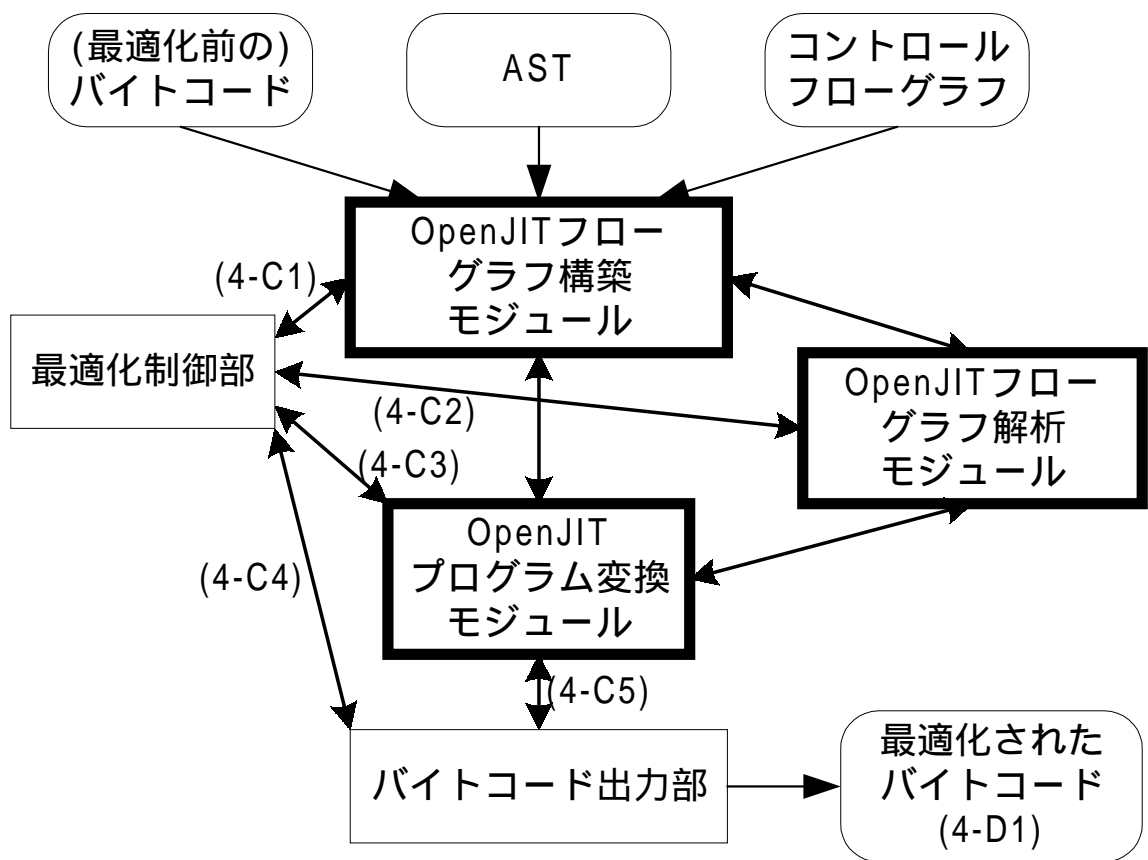 (最適化前の)
バイトコード
AST
コントロール
フローグラフ
OpenJITフロー
グラフ構築
モジュール
(4-C1)
最適化制御部
OpenJITフロー
グラフ解析
モジュール
(4-C2)
(4-C3)
OpenJIT
プログラム変換
モジュール
(4-C4)
(4-C5)
バイトコード出力部
最適化された
バイトコード
(4-D1)